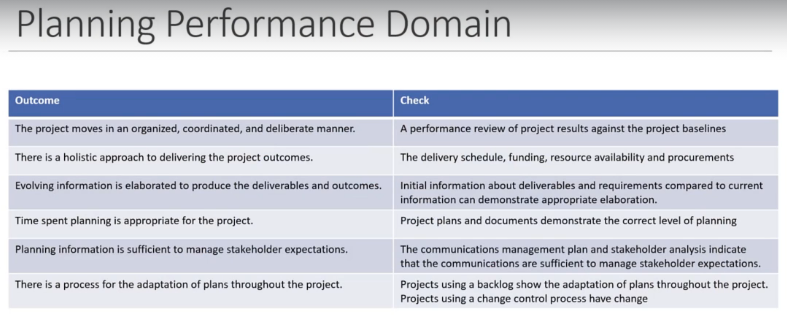 Planning Performance Domain
Outcome
Check
The project moves in an organized, coordinated, and deliberate manner.
A performance review of project results against the project baselines
There is a holistic approach to delivering the project outcomes.
The delivery schedule, funding, resource availability and procurements
Evolving information is elaborated to produce the deliverables and outcomes.
Initial information about deliverables and requirements compared to current
information can demonstrate appropriate elaboration.
Time spent planning is appropriate for the project.
Project plans and documents demonstrate the correct level of planning
Planning information is sufficient to manage stakeholder expectations.
The communications management plan and stakeholder analysis indicate
that the communications are sufficient to manage stakeholder expectations.
There is a process for the adaptation of plans throughout the project.
Projects using a backlog show the adaptation of plans throughout the project.
Projects using a change control process have change